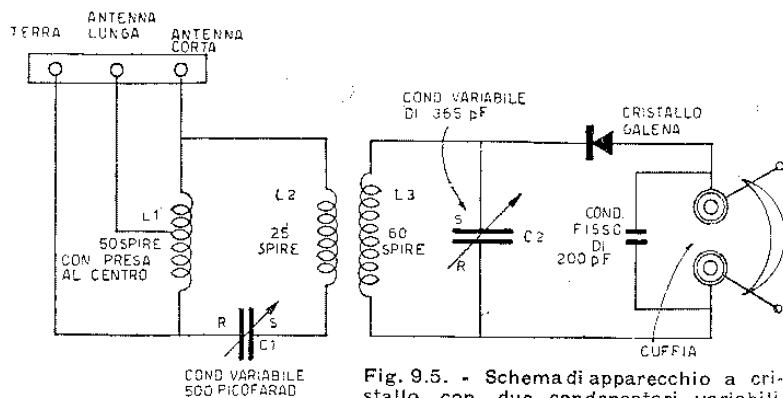 TERRA
ANTENNA
LUNGA
ANTENNA
CORTA
COND VARIABILE
DI 365 pF
CRISTALLO
GALENA
L1
50 SPIRE
CON PRESA
AL CENTRO
L2
25
SPIRE
L3
60
SPIRE
S
C2
R
COND.
FISSO
DI
200 pF
R
S
C1
COND VARIABILE
500 PICOFARAD
CUFFIA
Fig. 9.5. - Schema di apparecchio a cri-
stallo con due condensatori variabili